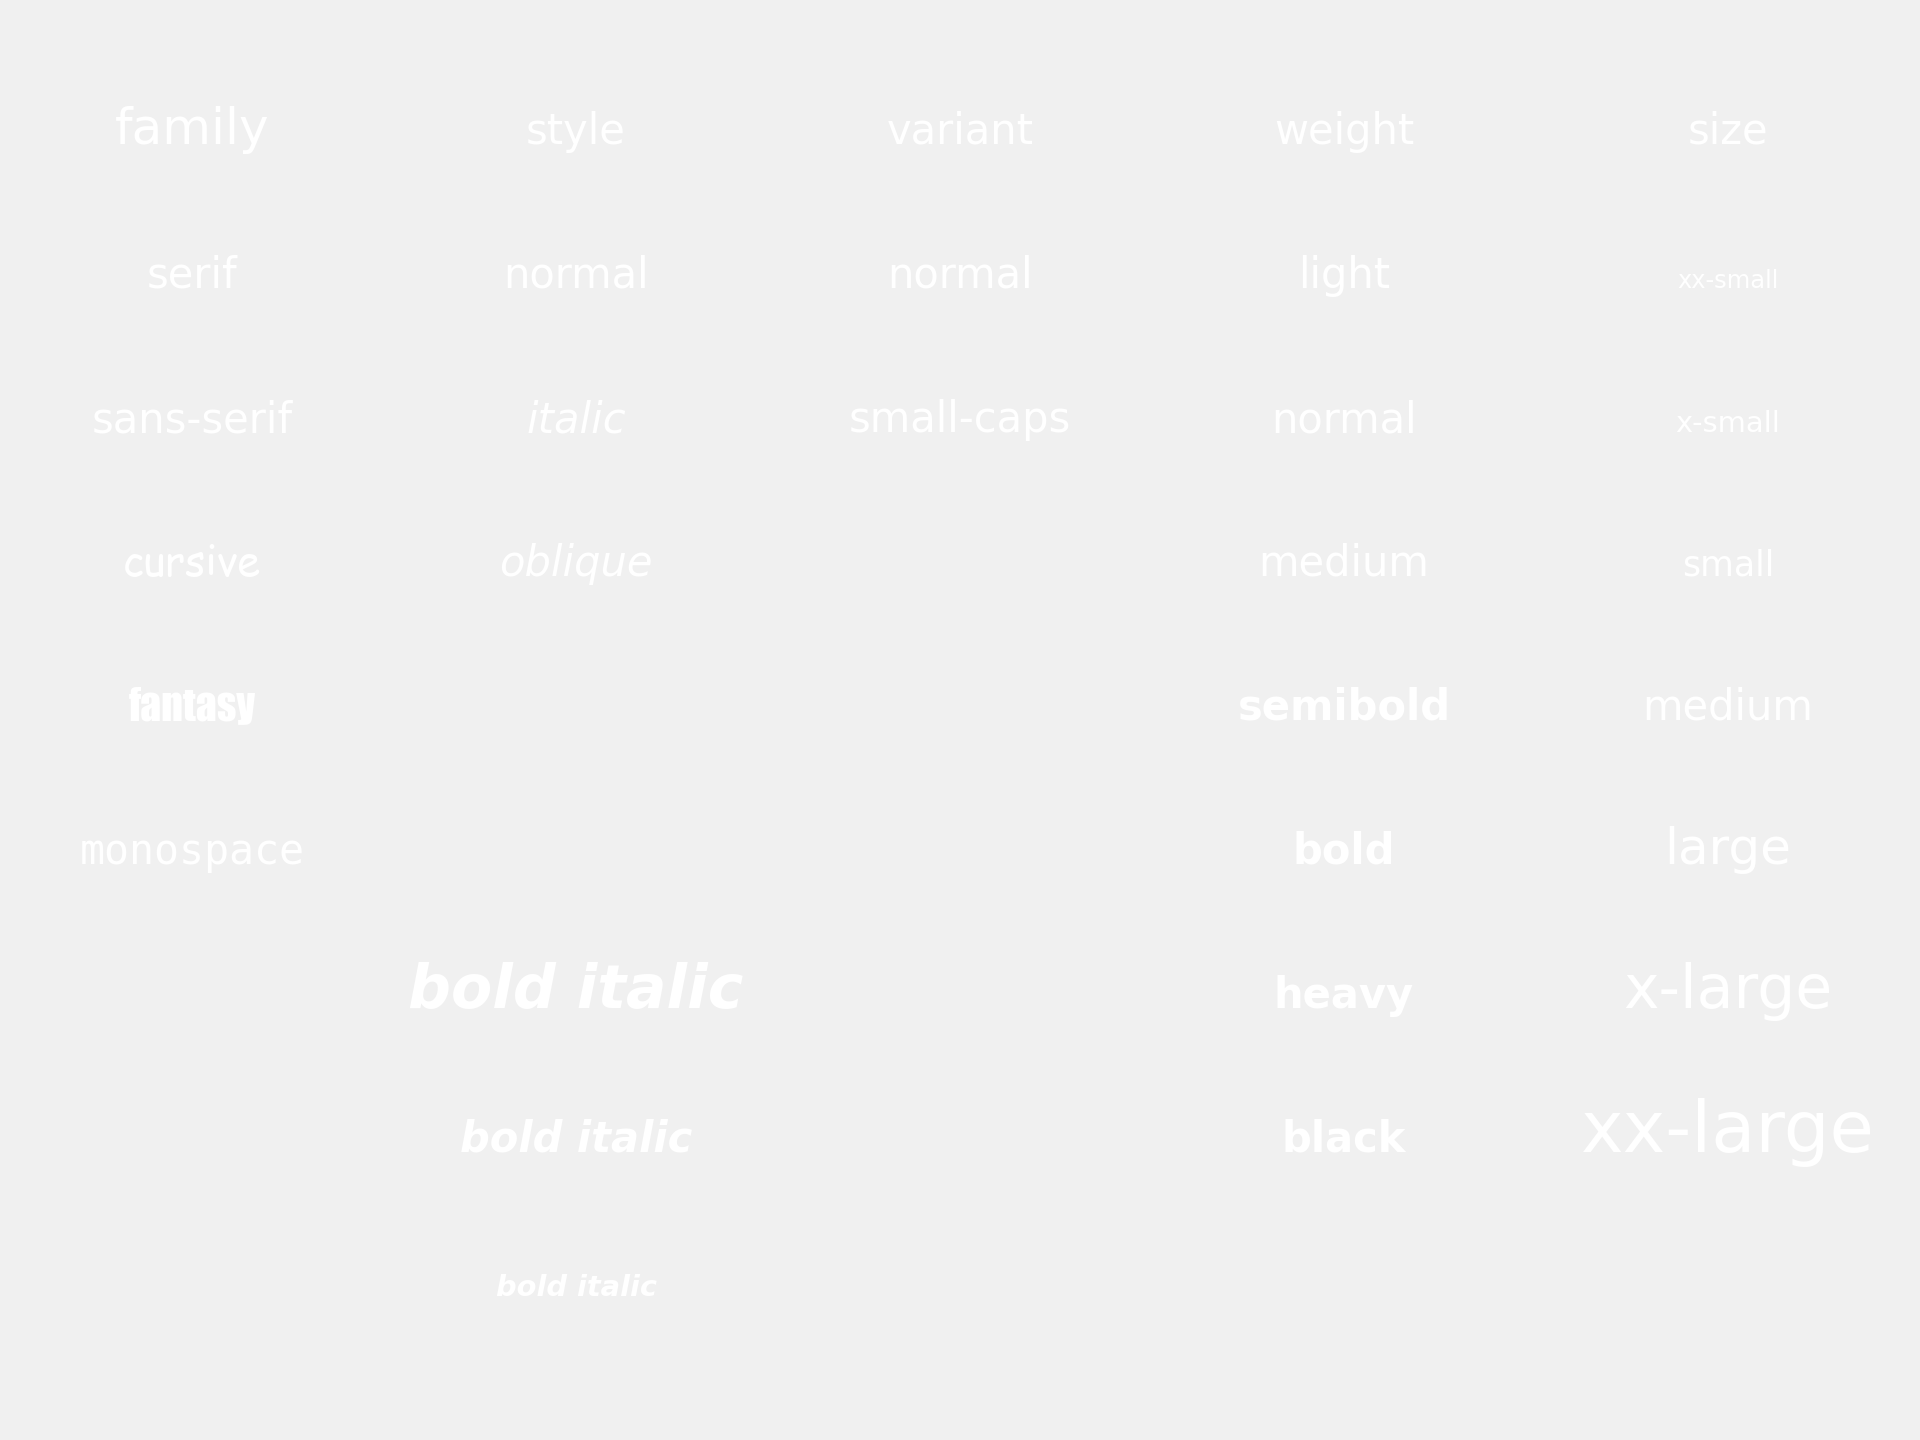 family style variant weight size
serif normal normal light xx-small
sans-serif italic small-caps normal x-small
cursive oblique medium small
fantasy semibold medium
monospace bold large
bold italic heavy x-large
bold italic black xx-large
bold italic